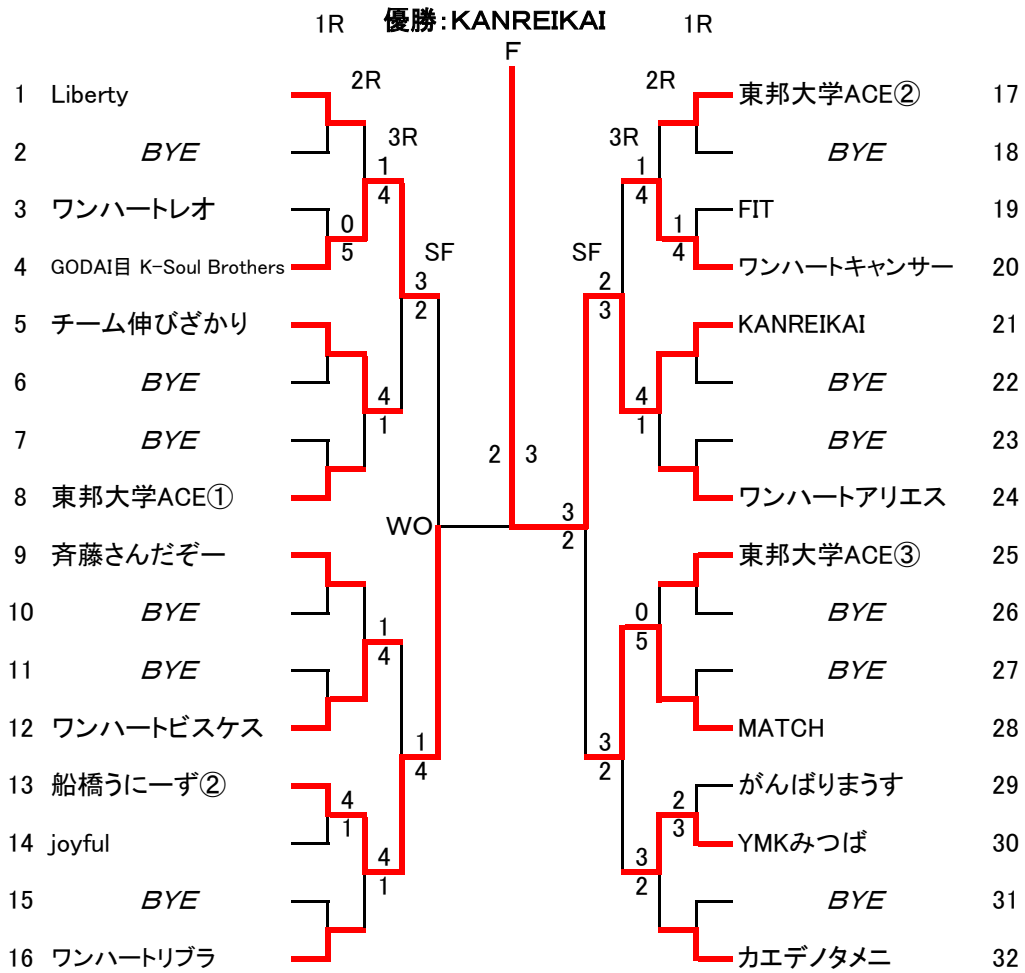 優勝：KANREIKAI
1R
1R
F
2R
2R
3R
3R
SF
SF
1 Liberty
2 BYE
3 ワンハートレオ
4 GODAI目 K-Soul Brothers
5 チーム伸びざかり
6 BYE
7 BYE
8 東邦大学ACE①
9 斉藤さんだぞー
10 BYE
11 BYE
12 ワンハートビスケス
13 船橋うにーず②
14 joyful
15 BYE
16 ワンハートリブラ
0
5
4
1
1
4
4
1
1
4
4
1
3
2
1
4
WO
2 3
3
2
2
3
3
2
1
4
4
1
0
5
3
2
1
4
2
3
東邦大学ACE② 17
BYE 18
FIT 19
ワンハートキャンサー 20
KANREIKAI 21
BYE 22
BYE 23
ワンハートアリエス 24
東邦大学ACE③ 25
BYE 26
BYE 27
MATCH 28
がんばりまうす 29
YMKみつば 30
BYE 31
カエデノタメニ 32